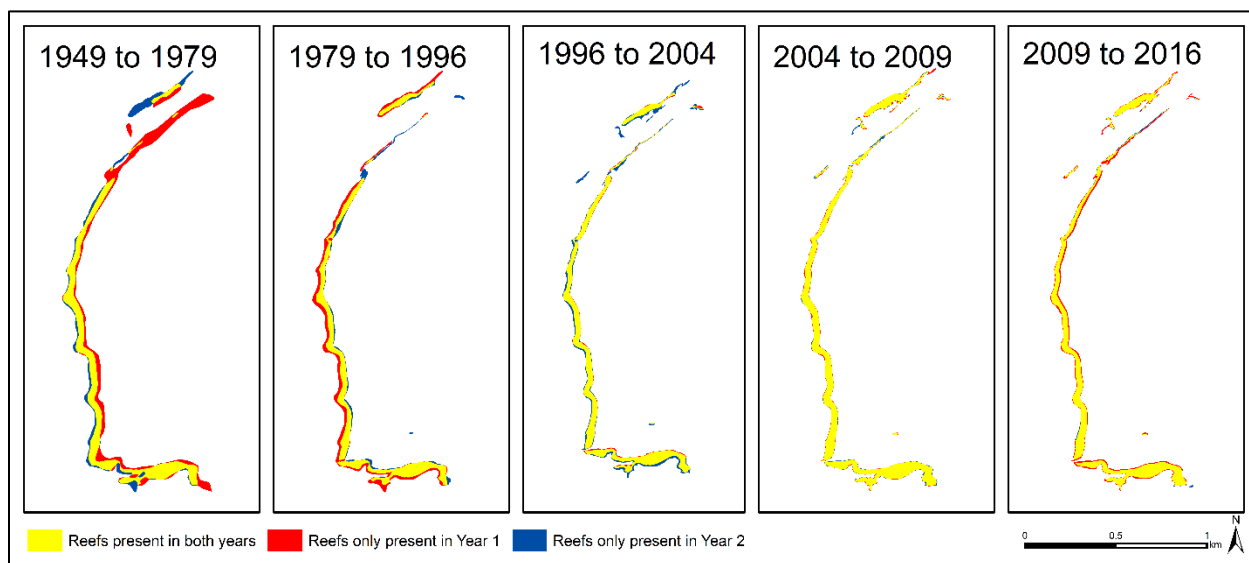 1949 to 1979
1979 to 1996
1996 to 2004
2004 to 2009
2009 to 2016
Reefs present in both years
Reefs only present in Year 1
Reefs only present in Year 2
0 0.5 1
km
N